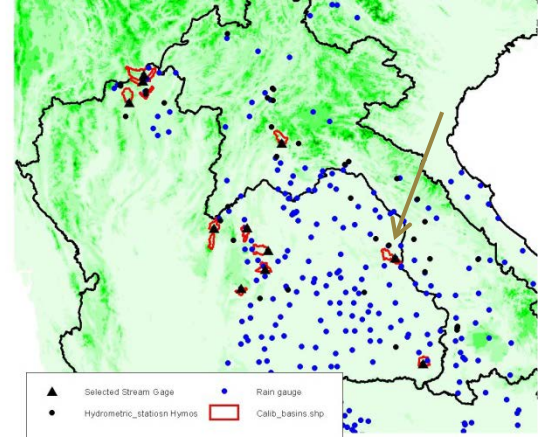 Selected Stream Gage
Rain gauge
Hydrometric_statiosn Hymos
Calib_basins.shp